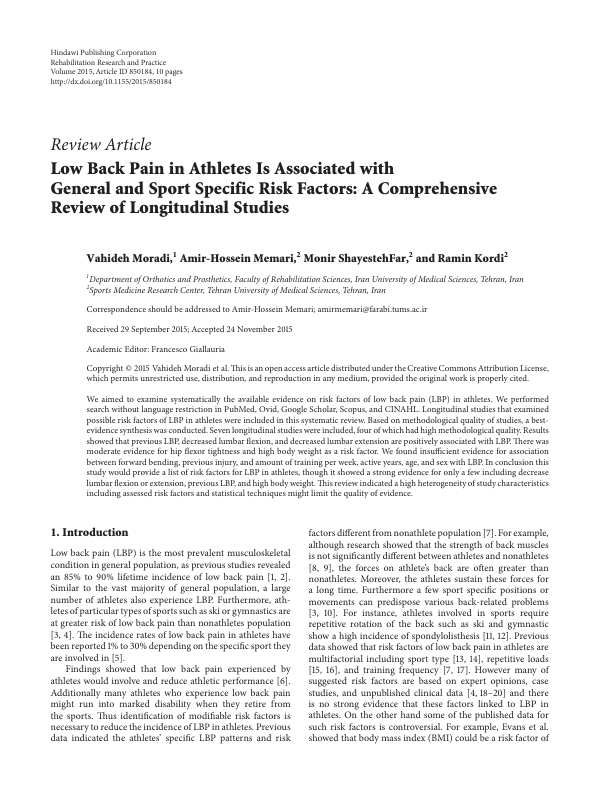 Hindawi Publishing Corporation
Rehabilitation Research and Practice
Volume 2015, Article ID 850184, 10 pages
http://dx.doi.org/10.1155/2015/850184
Review Article
Low Back Pain in Athletes Is Associated with
General and Sport Specific Risk Factors: A Comprehensive
Review of Longitudinal Studies
Vahideh Moradi,1 Amir-Hossein Memari,2 Monir ShayestehFar,2 and Ramin Kordi2
1Department of Orthotics and Prosthetics, Faculty of Rehabilitation Sciences, Iran University of Medical Sciences, Tehran, Iran
2Sports Medicine Research Center, Tehran University of Medical Sciences, Tehran, Iran
Correspondence should be addressed to Amir-Hossein Memari; amirmemari@farabi.tums.ac.ir
Received 29 September 2015; Accepted 24 November 2015
Academic Editor: Francesco Giallauria
Copyright © 2015 Vahideh Moradi et al. This is an open access article distributed under the Creative Commons Attribution License,
which permits unrestricted use, distribution, and reproduction in any medium, provided the original work is properly cited.
We aimed to examine systematically the available evidence on risk factors of low back pain (LBP) in athletes. We performed
search without language restriction in PubMed, Ovid, Google Scholar, Scopus, and CINAHL. Longitudinal studies that examined
possible risk factors of LBP in athletes were included in this systematic review. Based on methodological quality of studies, a best-
evidence synthesis was conducted. Seven longitudinal studies were included, four of which had high methodological quality. Results
showed that previous LBP, decreased lumbar flexion, and decreased lumbar extension are positively associated with LBP. There was
moderate evidence for hip flexor tightness and high body weight as a risk factor. We found insufficient evidence for association
between forward bending, previous injury, and amount of training per week, active years, age, and sex with LBP. In conclusion this
study would provide a list of risk factors for LBP in athletes, though it showed a strong evidence for only a few including decrease
lumbar flexion or extension, previous LBP, and high body weight. This review indicated a high heterogeneity of study characteristics
including assessed risk factors and statistical techniques might limit the quality of evidence.
1. Introduction
Low back pain (LBP) is the most prevalent musculoskeletal
condition in general population, as previous studies revealed
an 85% to 90% lifetime incidence of low back pain [1, 2].
Similar to the vast majority of general population, a large
number of athletes also experience LBP. Furthermore, ath-
letes of particular types of sports such as ski or gymnastics are
at greater risk of low back pain than nonathletes population
[3, 4]. The incidence rates of low back pain in athletes have
been reported 1% to 30% depending on the specific sport they
are involved in [5].
Findings showed that low back pain experienced by
athletes would involve and reduce athletic performance [6].
Additionally many athletes who experience low back pain
might run into marked disability when they retire from
the sports. Thus identification of modifiable risk factors is
necessary to reduce the incidence of LBP in athletes. Previous
data indicated the athletes' specific LBP patterns and risk
factors different from nonathlete population [7]. For example,
although research showed that the strength of back muscles
is not significantly different between athletes and nonathletes
[8, 9], the forces on athlete's back are often greater than
nonathletes. Moreover, the athletes sustain these forces for
a long time. Furthermore a few sport specific positions or
movements can predispose various back-related problems
[3, 10]. For instance, athletes involved in sports require
repetitive rotation of the back such as ski and gymnastic
show a high incidence of spondylolisthesis [11, 12]. Previous
data showed that risk factors of low back pain in athletes are
multifactorial including sport type [13, 14], repetitive loads
[15, 16], and training frequency [7, 17]. However many of
suggested risk factors are based on expert opinions, case
studies, and unpublished clinical data [4, 18–20] and there
is no strong evidence that these factors linked to LBP in
athletes. On the other hand some of the published data for
such risk factors is controversial. For example, Evans et al.
showed that body mass index (BMI) could be a risk factor of